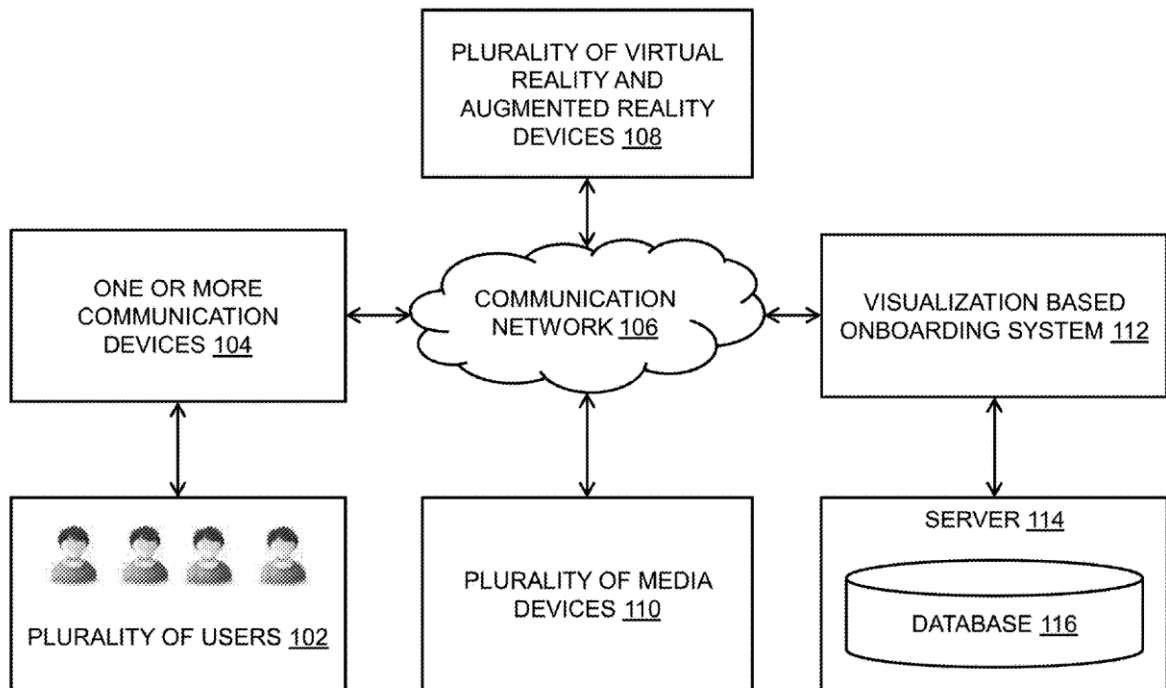 PLURALITY OF VIRTUAL
REALITY AND
AUGMENTED REALITY
DEVICES 108
ONE OR MORE
COMMUNICATION
DEVICES 104
COMMUNICATION
NETWORK 106
VISUALIZATION BASED
ONBOARDING SYSTEM 112
PLURALITY OF USERS 102
PLURALITY OF MEDIA
DEVICES 110
SERVER 114
DATABASE 116